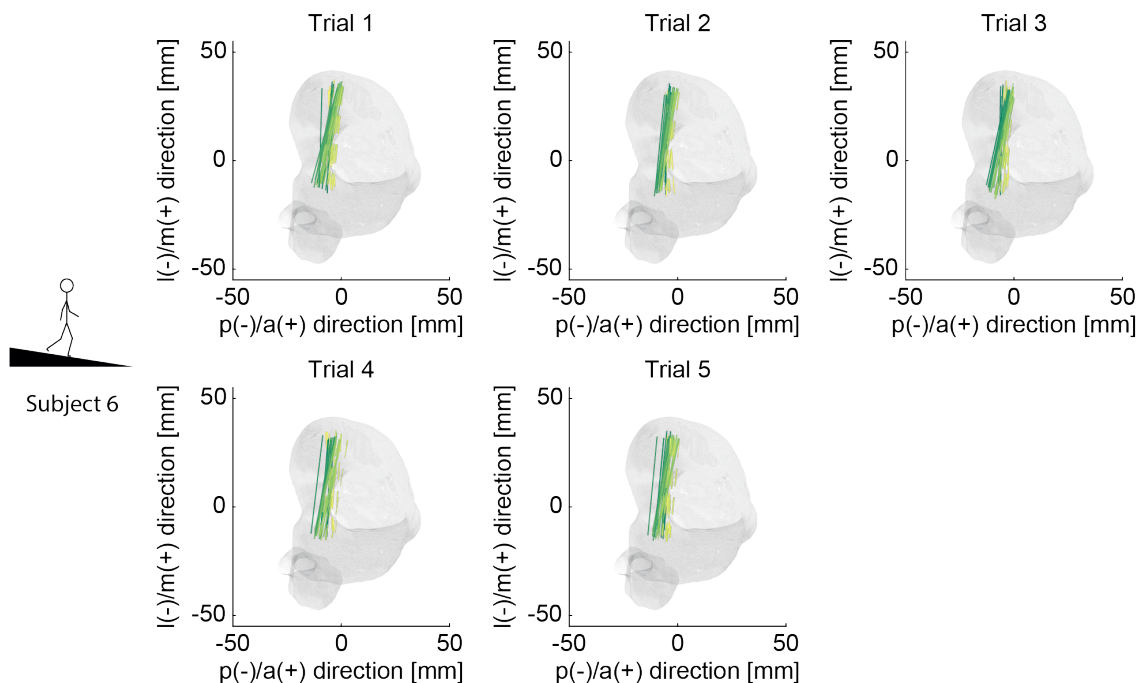 Trial 1
Trial 2
Trial 3
50
0
-50
l(-)/m(+) direction [mm]
-50
0
50
p(-)/a(+) direction [mm]
50
0
-50
l(-)/m(+) direction [mm]
-50
0
50
p(-)/a(+) direction [mm]
50
0
-50
l(-)/m(+) direction [mm]
-50
0
50
p(-)/a(+) direction [mm]
Subject 6
Trial 4
Trial 5
50
0
-50
l(-)/m(+) direction [mm]
-50
0
50
p(-)/a(+) direction [mm]
50
0
-50
l(-)/m(+) direction [mm]
-50
0
50
p(-)/a(+) direction [mm]